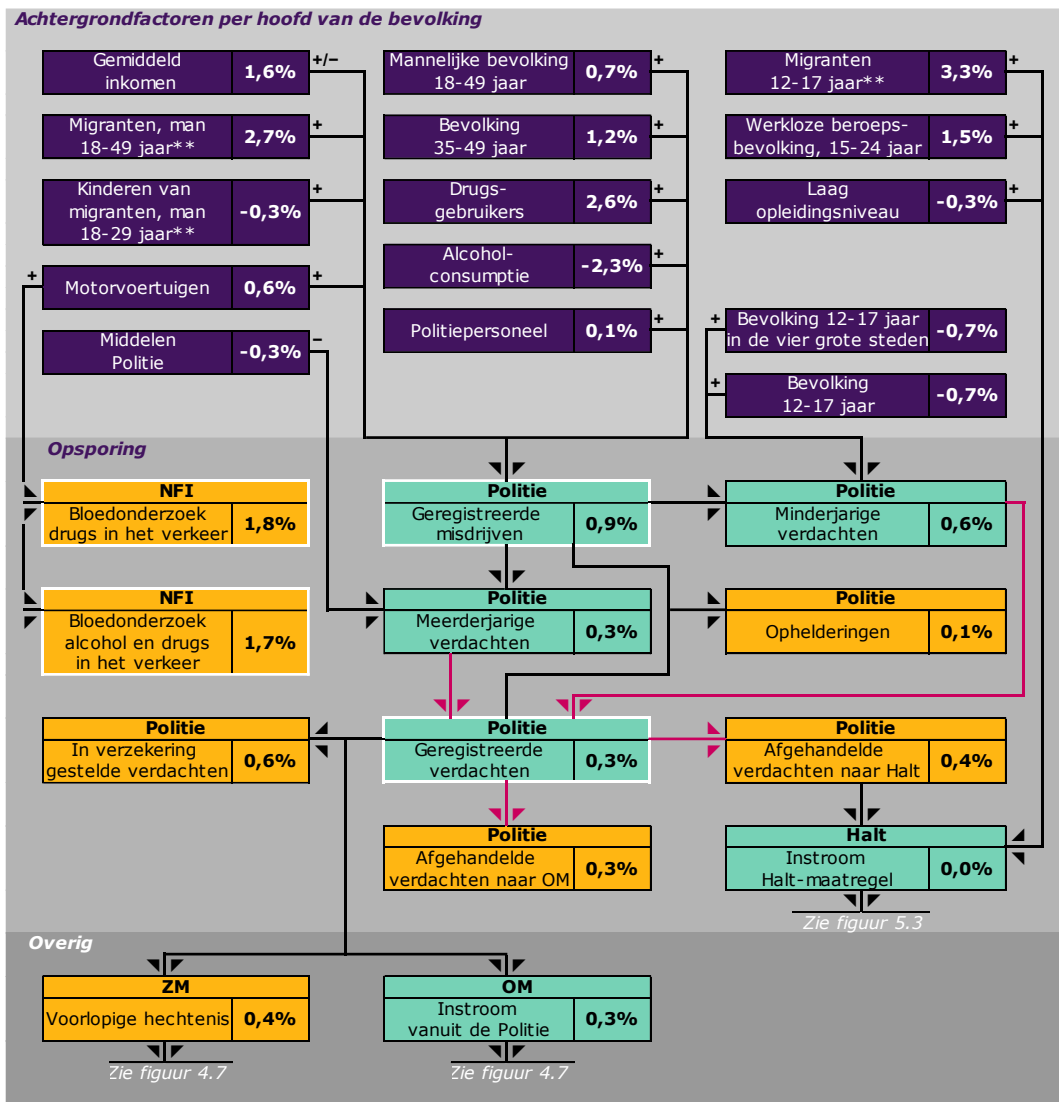 Achtergrondfactoren per hoofd van de bevolking
Gemiddeld
inkomen
1,6%
+/−
Migranten, man
18-49 jaar**
2,7%
+
Kinderen van
migranten, man
18-29 jaar**
-0,3%
+
+
Motorvoertuigen
0,6%
+
Middelen
Politie
-0,3%
−
Mannelijke bevolking
18-49 jaar
0,7%
+
Bevolking
35-49 jaar
1,2%
+
Drugs-
gebruikers
2,6%
+
Alcohol-
consumptie
-2,3%
+
Politiepersoneel
0,1%
+
Migranten
12-17 jaar**
3,3%
+
Werkloze beroeps-
bevolking, 15-24 jaar
1,5%
+
Laag
opleidingsniveau
-0,3%
+
+
Bevolking 12-17 jaar
in de vier grote steden
-0,7%
+
Bevolking
12-17 jaar
-0,7%
Opsporing
NFI
Bloedonderzoek
drugs in het verkeer
1,8%
Politie
Geregistreerde
misdrijven
0,9%
Politie
Minderjarige
verdachten
0,6%
NFI
Bloedonderzoek
alcohol en drugs
in het verkeer
1,7%
Politie
Meerderjarige
verdachten
0,3%
Politie
Ophelderingen
0,1%
Politie
In verzekering
gestelde verdachten
0,6%
Politie
Geregistreerde
verdachten
0,3%
Politie
Afgehandelde
verdachten naar Halt
0,4%
Politie
Afgehandelde
verdachten naar OM
0,3%
Halt
Instroom
Halt-maatregel
0,0%
Zie figuur 5.3
Overig
ZM
Voorlopige hechtenis
0,4%
OM
Instroom
vanuit de Politie
0,3%
Zie figuur 4.7
Zie figuur 4.7